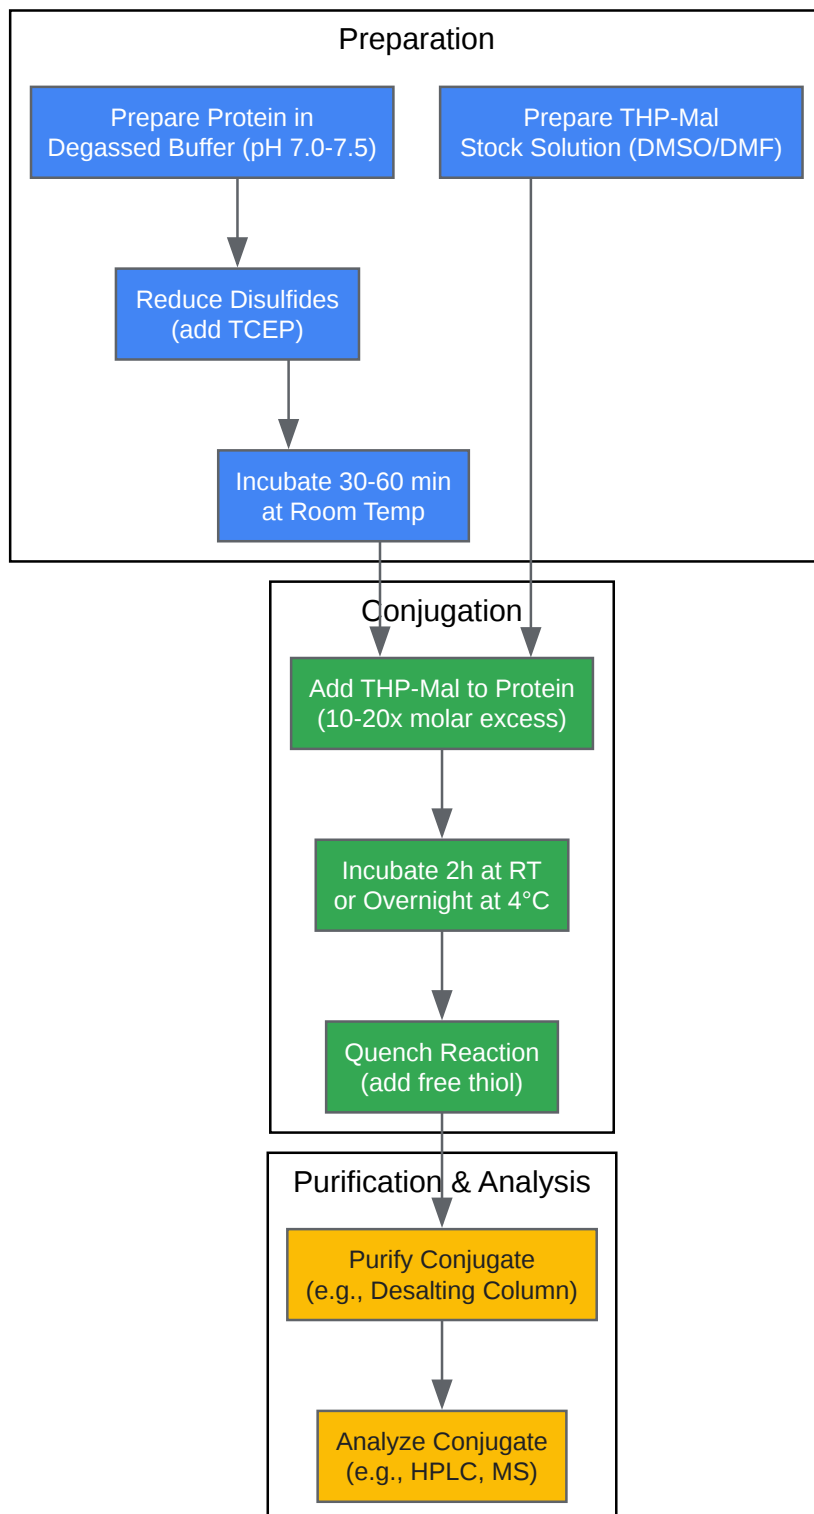 Preparation
Prepare Protein in
Degassed Buffer (pH 7.0-7.5)
Prepare THP-Mal
Stock Solution (DMSO/DMF)
Reduce Disulfides
(add TCEP)
Incubate 30-60 min
at Room Temp
Conjugation
Add THP-Mal to Protein
(10-20x molar excess)
Incubate 2h at RT
or Overnight at 4°C
Quench Reaction
(add free thiol)
Purification & Analysis
Purify Conjugate
(e.g., Desalting Column)
Analyze Conjugate
(e.g., HPLC, MS)